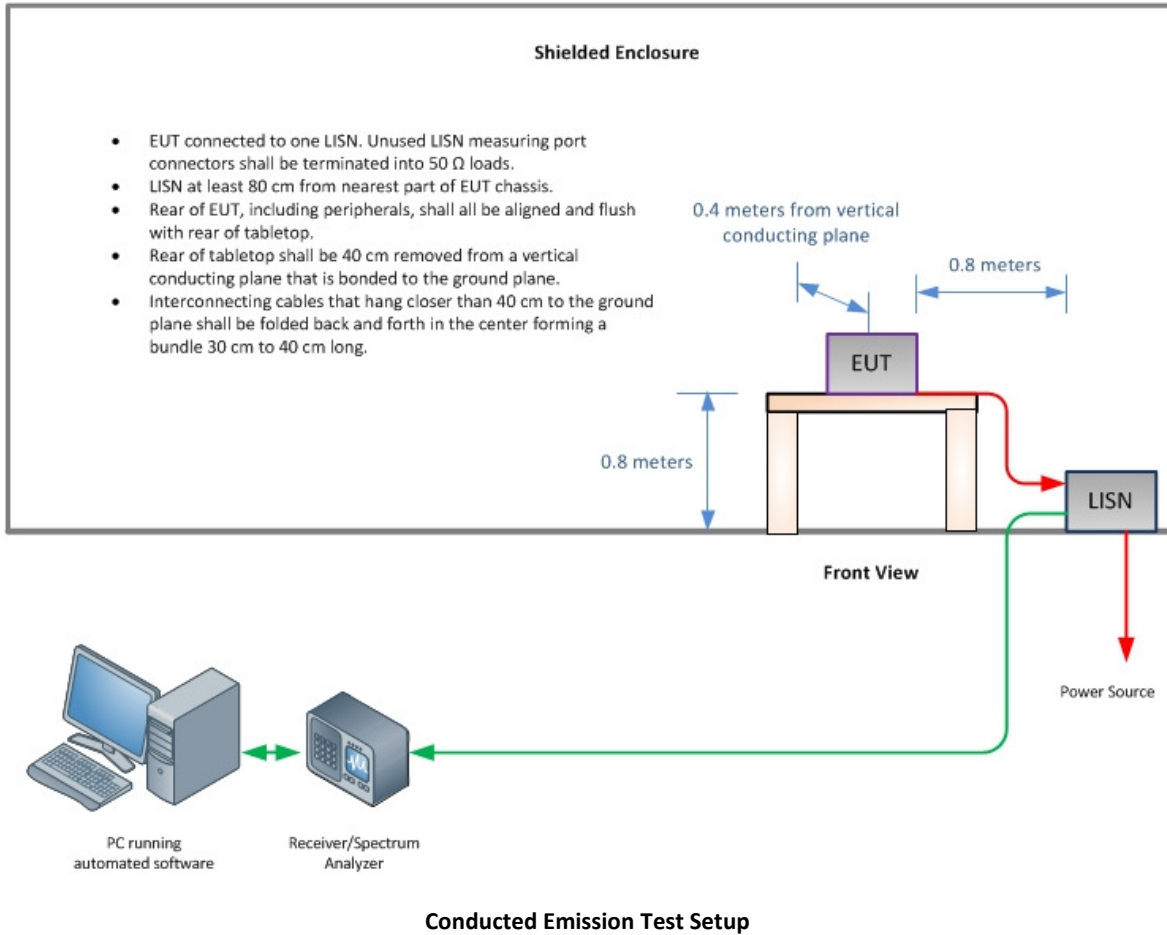 Shielded Enclosure
• EUT connected to one LISN. Unused LISN measuring port
connectors shall be terminated into 50 Ω loads.
• LISN at least 80 cm from nearest part of EUT chassis.
• Rear of EUT, including peripherals, shall all be aligned and flush
with rear of tabletop.
• Rear of tabletop shall be 40 cm removed from a vertical
conducting plane that is bonded to the ground plane.
• Interconnecting cables that hang closer than 40 cm to the ground
plane shall be folded back and forth in the center forming a
bundle 30 cm to 40 cm long.
0.4 meters from vertical
conducting plane
0.8 meters
EUT
0.8 meters
LISN
Front View
Power Source
PC running
automated software
Receiver/Spectrum
Analyzer
Conducted Emission Test Setup